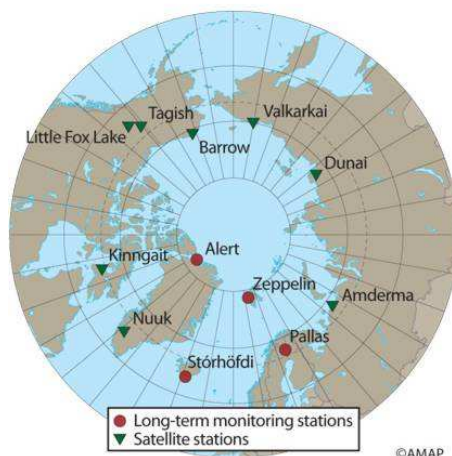 Tagish
Valkarkai
Little Fox Lake
Barrow
Dunai
Alert
Kinngait
Zeppelin
Amderma
Nuuk
Pallas
Stórhöfdi
Long-term monitoring stations
Satellite stations
©AMAP